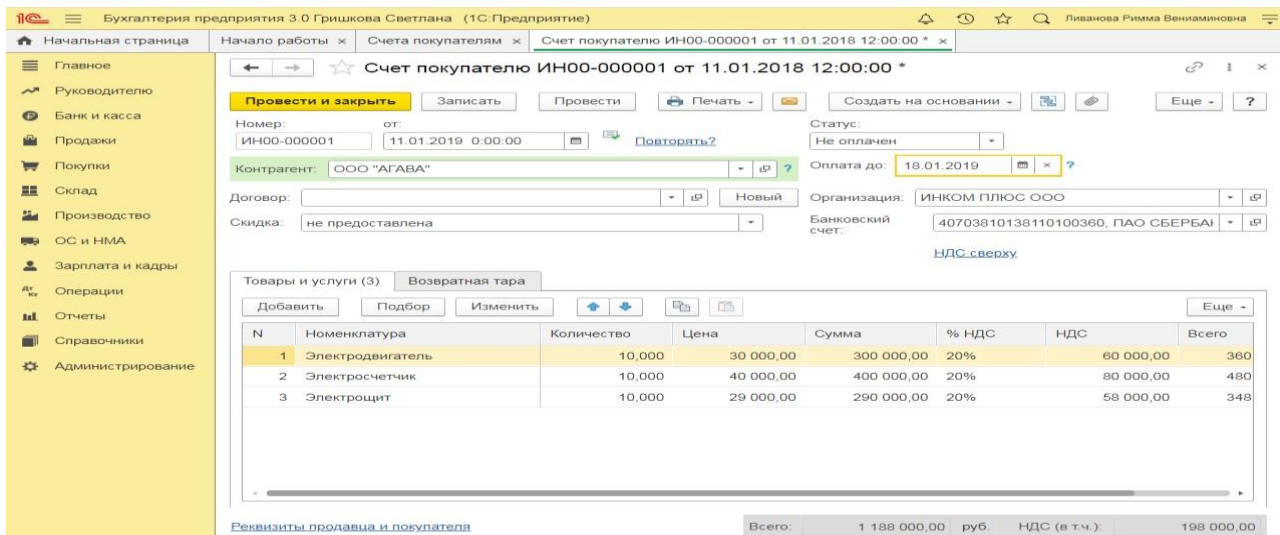 1С Бухгалтерия предприятия 3.0 Гришкова Светлана (1С:Предприятие) Ливанова Римма Вениаминовна
Начальная страница Начало работы × Счета покупателям × Счет покупателю ИН00-000001 от 11.01.2018 12:00:00 * ×
Главное
Руководителю
Банк и касса
Продажи
Покупки
Склад
Производство
ОС и НМА
Зарплата и кадры
Операции
Отчеты
Справочники
Администрирование
Счет покупателю ИН00-000001 от 11.01.2018 12:00:00 *
Провести и закрыть Записать Провести Печать Создать на основании Еще ?
Номер: от: Статус:
ИН00-000001 11.01.2019 0:00:00 Повторять? Не оплачен
Контрагент: ООО "АГАВА" ? Оплата до: 18.01.2019 × ?
Договор: Новый Организация: ИНКОМ ПЛЮС ООО
Скидка: не предоставлена Банковский счет: 40703810138110100360, ПАО СБЕРБАН
НДС сверху
Товары и услуги (3) Возвратная тара
Добавить Подбор Изменить Еще
N Номенклатура Количество Цена Сумма % НДС НДС Всего
1 Электродвигатель 10,000 30 000,00 300 000,00 20% 60 000,00 360
2 Электросчетчик 10,000 40 000,00 400 000,00 20% 80 000,00 480
3 Электрощит 10,000 29 000,00 290 000,00 20% 58 000,00 348
Реквизиты продавца и покупателя Всего: 1 188 000,00 руб. НДС (в т.ч.): 198 000,00